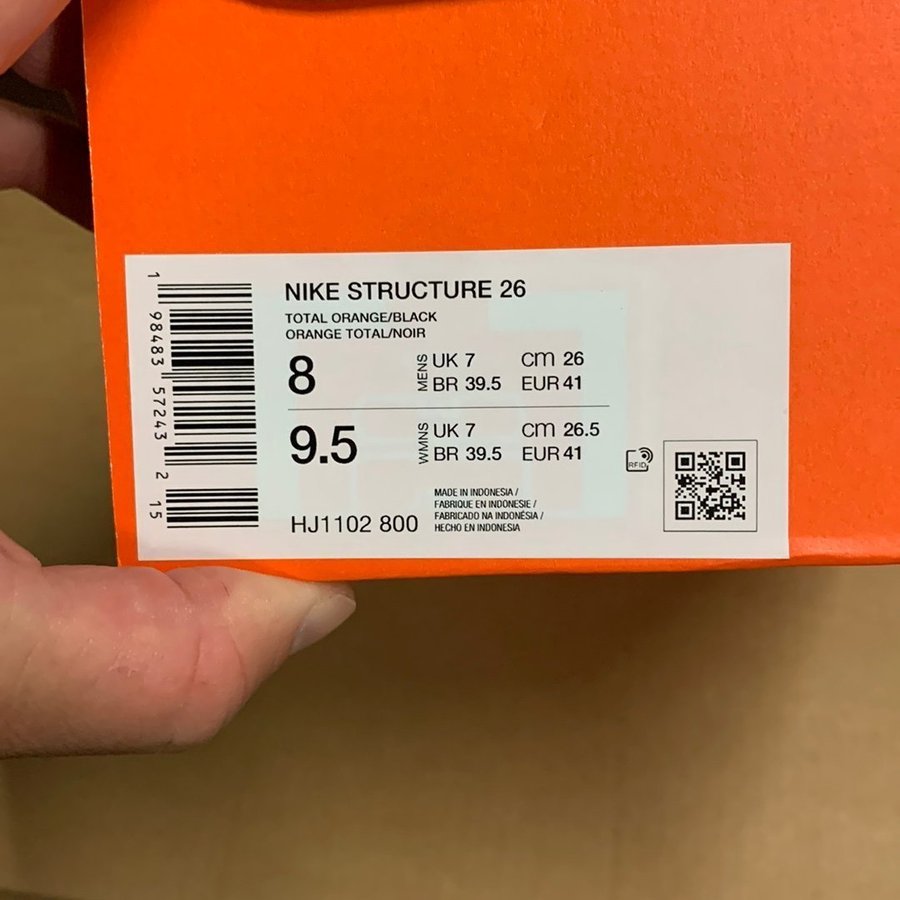 NIKE STRUCTURE 26
TOTAL ORANGE/BLACK
ORANGE TOTAL/NOIR
8 MENS UK 7 cm 26
BR 39.5 EUR 41
9.5 WMNS UK 7 cm 26.5
BR 39.5 EUR 41
RFID
MADE IN INDONESIA /
FABRIQUE EN INDONESIE /
FABRICADO NA INDONÉSIA /
HECHO EN INDONESIA
HJ1102 800
1 98483 57243 2 15